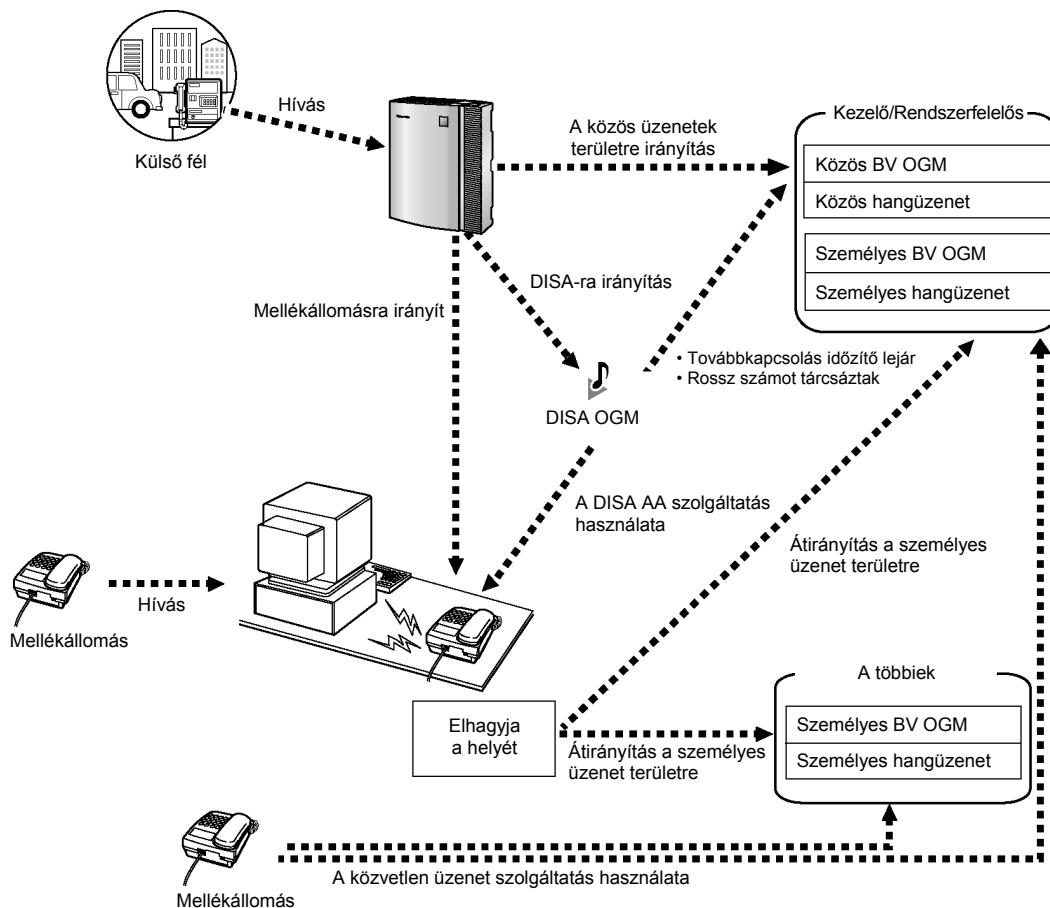 Hívás
Külső fél
A közös üzenetek
területre irányítás
Kezelő/Rendszerfelelős
Közös BV OGM
Közös hangüzenet
Személyes BV OGM
Személyes hangüzenet
DISA-ra irányítás
Mellékállomásra irányít
• Továbbkapcsolás időzítő lejár
• Rossz számot tárcsáztak
DISA OGM
A DISA AA szolgáltatás
használata
Átirányítás a személyes
üzenet területre
Hívás
Mellékállomás
A többiek
Személyes BV OGM
Személyes hangüzenet
Elhagyja
a helyét
Átirányítás a személyes
üzenet területre
A közvetlen üzenet szolgáltatás használata
Mellékállomás